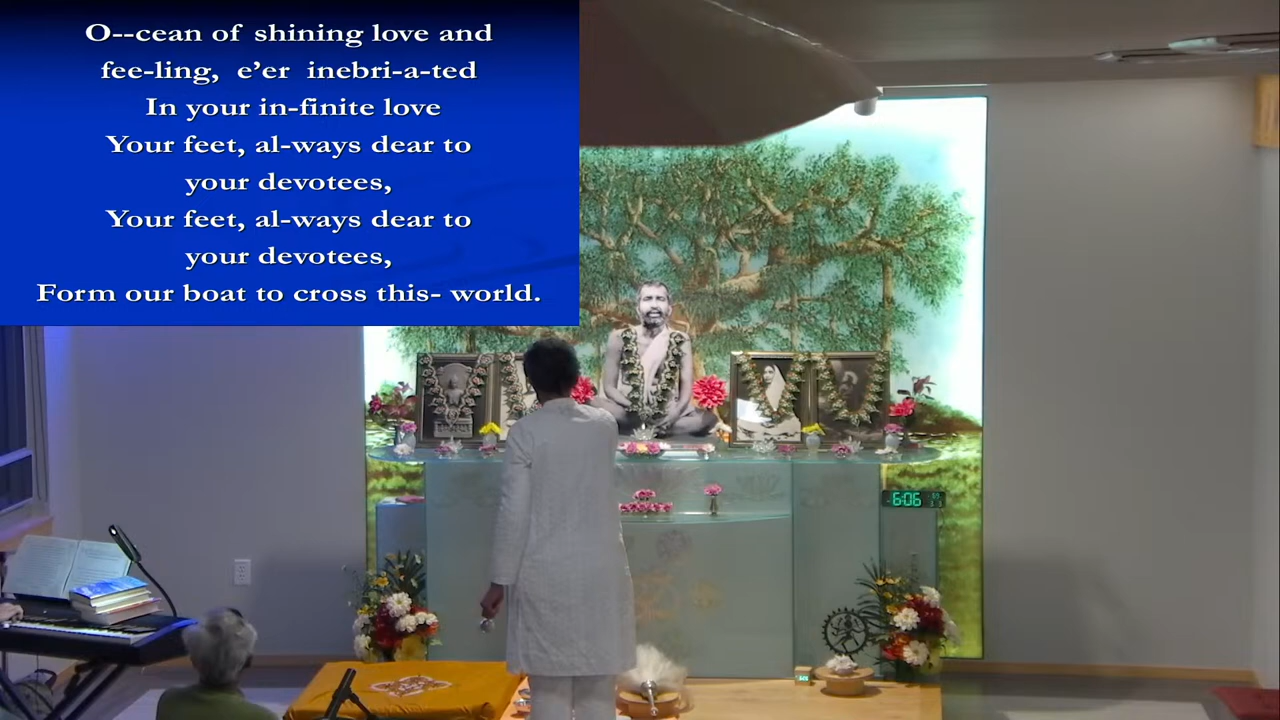 O--cean of shining love and
fee-ling, e'er inebri-a-ted
In your in-finite love
Your feet, al-ways dear to
your devotees,
Your feet, al-ways dear to
your devotees,
Form our boat to cross this- world.
6:06